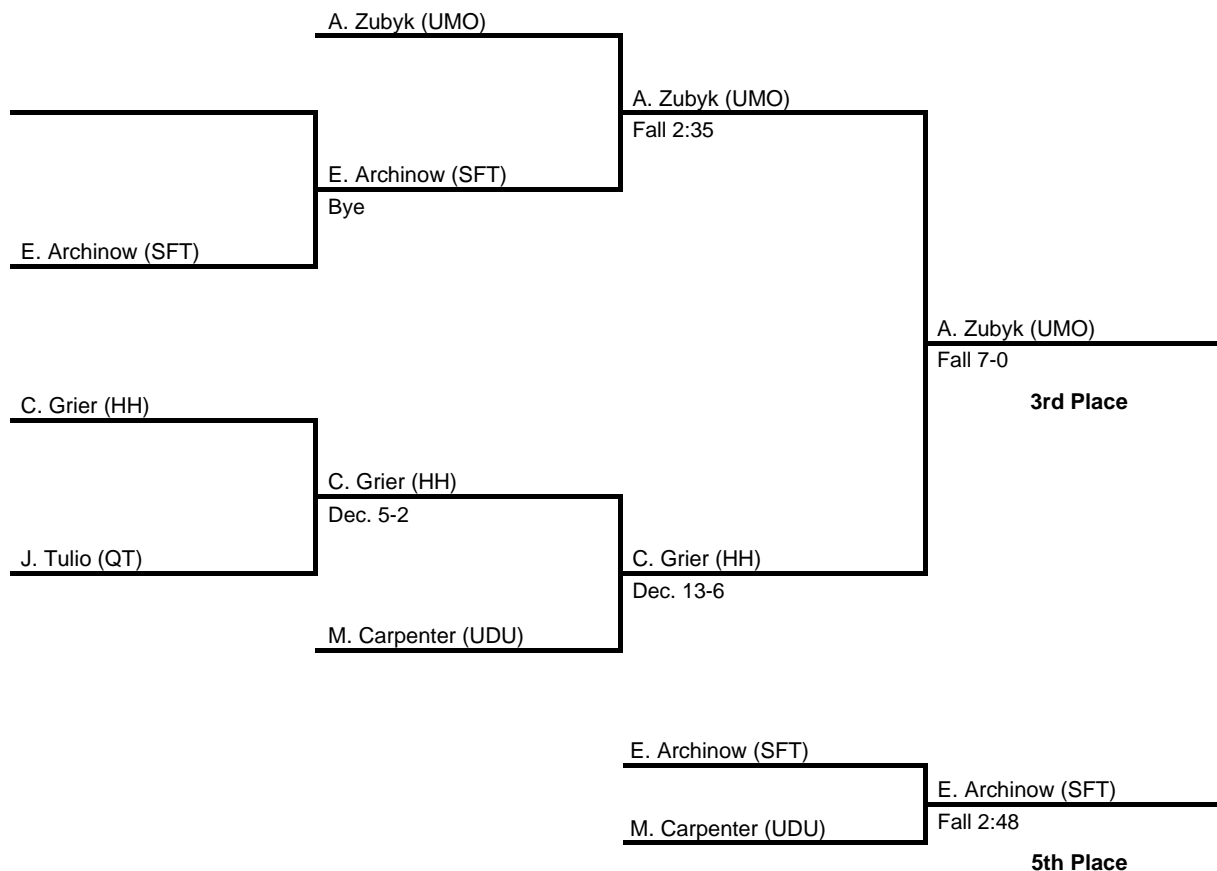 A. Zubyk (UMO)
A. Zubyk (UMO)
Fall 2:35
E. Archinow (SFT)
Bye
E. Archinow (SFT)
A. Zubyk (UMO)
Fall 7-0
3rd Place
C. Grier (HH)
C. Grier (HH)
Dec. 5-2
J. Tulio (QT)
C. Grier (HH)
Dec. 13-6
M. Carpenter (UDU)
E. Archinow (SFT)
E. Archinow (SFT)
Fall 2:48
M. Carpenter (UDU)
5th Place